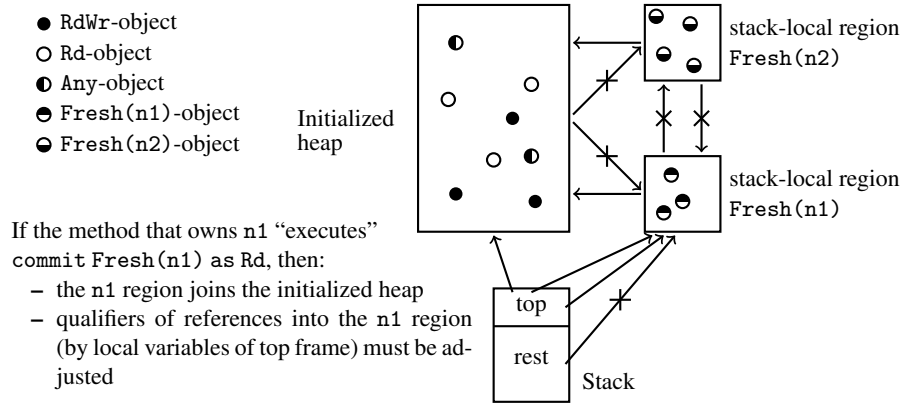 RdWr-object
Rd-object
Any-object
Fresh(n1)-object
Fresh(n2)-object
Initialized
heap
stack-local region
Fresh(n2)
stack-local region
Fresh(n1)
If the method that owns n1 “executes”
commit Fresh(n1) as Rd, then:
– the n1 region joins the initialized heap
– qualifiers of references into the n1 region
(by local variables of top frame) must be ad-
justed
top
rest
Stack